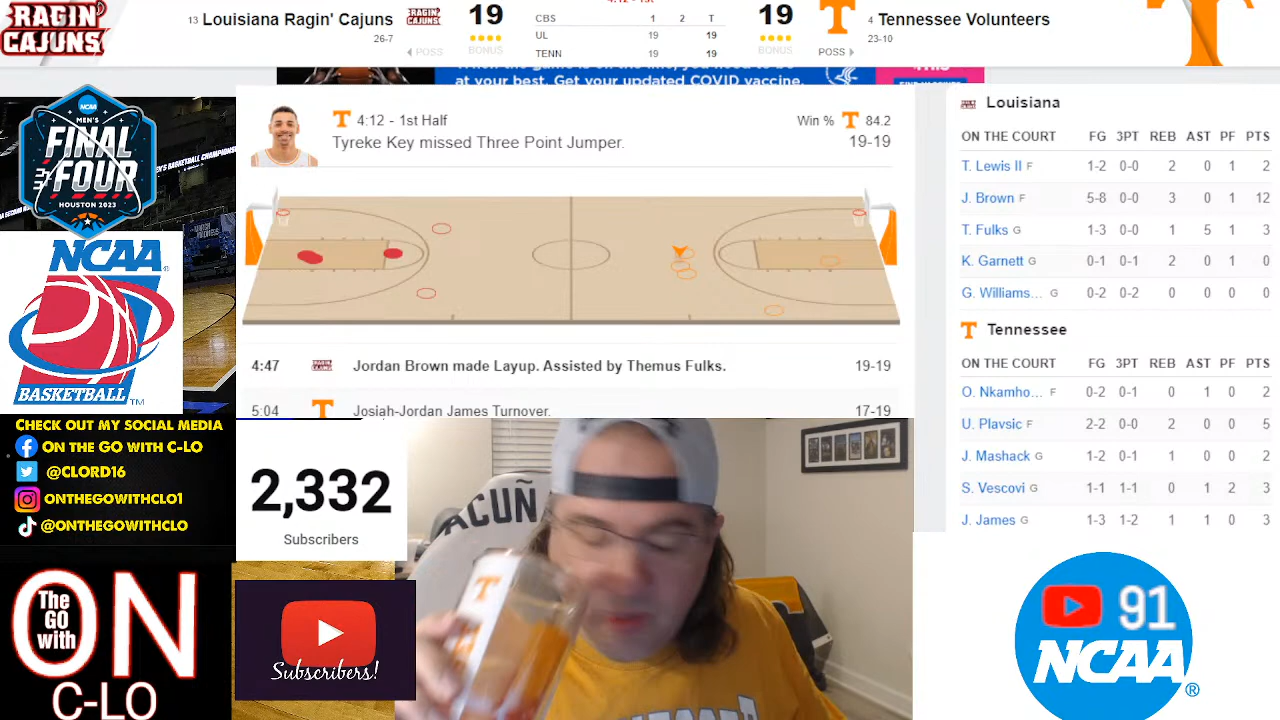 RAGIN'
CAJUNS
13 Louisiana Ragin' Cajuns
26-7
RAGIN'
CAJUNS
POSS
19
BONUS
4:12 - 1st
CBS 1 2 T
UL 19 19
TENN 19 19
19
BONUS
T
POSS
4 Tennessee Volunteers
23-10
T
at your best. Get your updated COVID vaccine.
NCAA
MEN'S
FINAL
FOUR
HOUSTON 2023
NCAA
BASKETBALL
TM
CHECK OUT MY SOCIAL MEDIA
ON THE GO WITH C-LO
@CLORD16
ONTHEGOWITHCLO1
@ONTHEGOWITHCLO
The
GO
with
ON
C-LO
T 4:12 - 1st Half
Tyreke Key missed Three Point Jumper.
Win % T 84.2
19-19
4:47 Jordan Brown made Layup. Assisted by Themus Fulks. 19-19
5:04 T Josiah-Jordan James Turnover. 17-19
2,332
Subscribers
Subscribers!
ACUÑ
T
Louisiana
ON THE COURT FG 3PT REB AST PF PTS
T. Lewis II F 1-2 0-0 2 0 1 2
J. Brown F 5-8 0-0 3 0 1 12
T. Fulks G 1-3 0-0 1 5 1 3
K. Garnett G 0-1 0-1 2 0 1 0
G. Williams... G 0-2 0-2 0 0 0 0
T Tennessee
ON THE COURT FG 3PT REB AST PF PTS
O. Nkamho... F 0-2 0-1 0 1 0 2
U. Plavsic F 2-2 0-0 2 0 0 5
J. Mashack G 1-2 0-1 1 0 0 2
S. Vescovi G 1-1 1-1 0 1 2 3
J. James G 1-3 1-2 1 1 0 3
91
NCAA
®